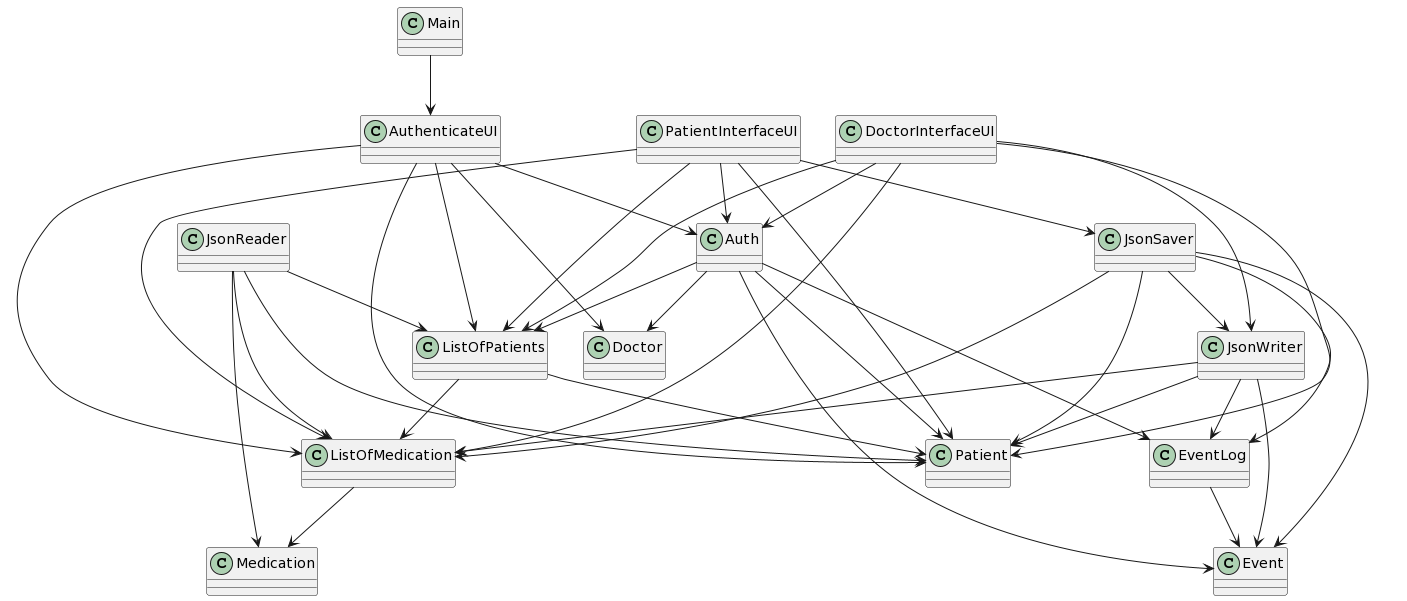 C Main
C AuthenticateUI
C PatientInterfaceUI
C DoctorInterfaceUI
C JsonReader
C Auth
C JsonSaver
C ListOfPatients
C Doctor
C JsonWriter
C ListOfMedication
C Patient
C EventLog
C Medication
C Event